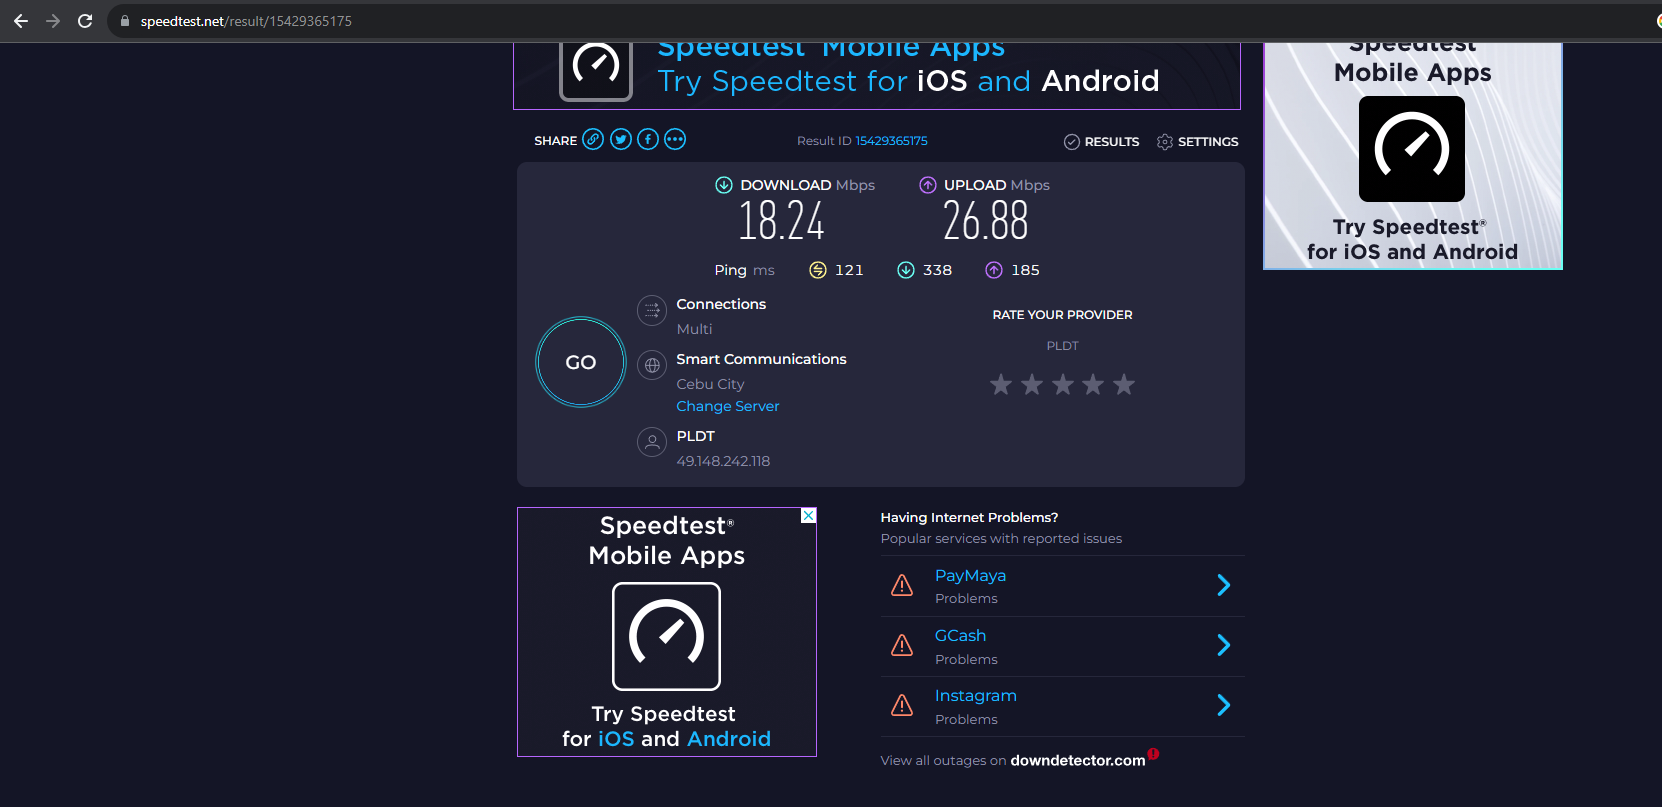 speedtest.net/result/15429365175
Speedtest® Mobile Apps
Try Speedtest for iOS and Android
Speedtest
Mobile Apps
Try Speedtest®
for iOS and Android
SHARE
Result ID 15429365175
RESULTS
SETTINGS
DOWNLOAD Mbps
18.24
UPLOAD Mbps
26.88
Ping ms
121
338
185
GO
Connections
Multi
Smart Communications
Cebu City
Change Server
PLDT
49.148.242.118
RATE YOUR PROVIDER
PLDT
Speedtest®
Mobile Apps
Try Speedtest
for iOS and Android
Having Internet Problems?
Popular services with reported issues
PayMaya
Problems
GCash
Problems
Instagram
Problems
View all outages on downdetector.com